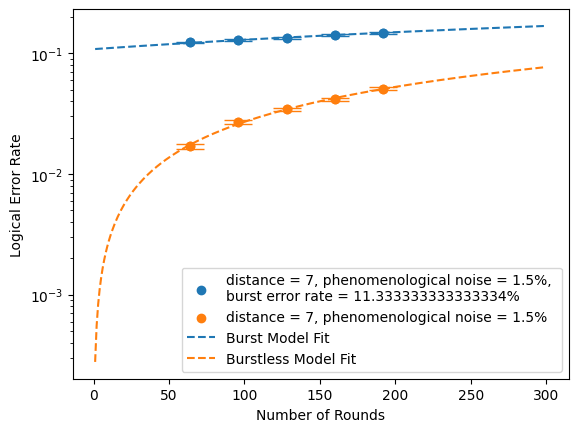 Logical Error Rate
10⁻¹
10⁻²
10⁻³
distance = 7, phenomenological noise = 1.5%,
burst error rate = 11.333333333333334%
distance = 7, phenomenological noise = 1.5%
Burst Model Fit
Burstless Model Fit
0 50 100 150 200 250 300
Number of Rounds